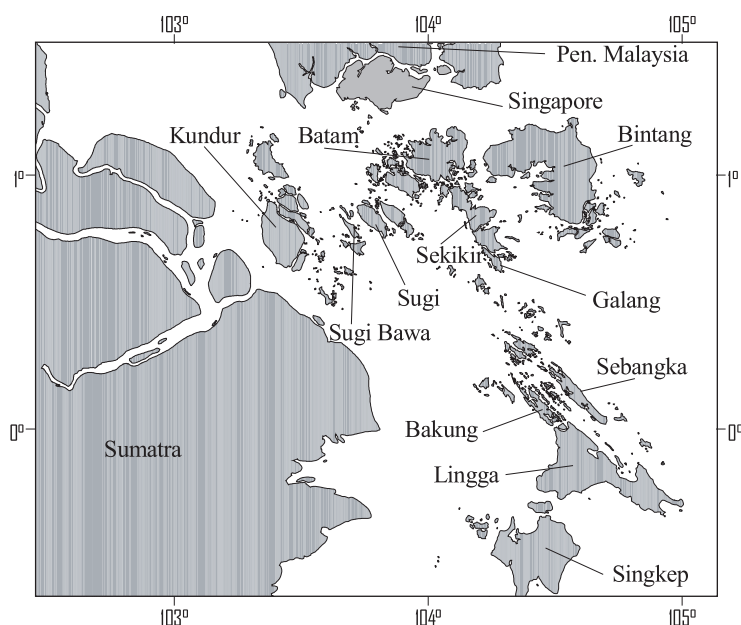 103° 104° 105°
Pen. Malaysia
Singapore
Kundur Batam Bintang
1° 1°
Sekikir
Sugi Galang
Sugi Bawa
Sebangka
0° Bakung 0°
Sumatra
Lingga
Singkep
103° 104° 105°